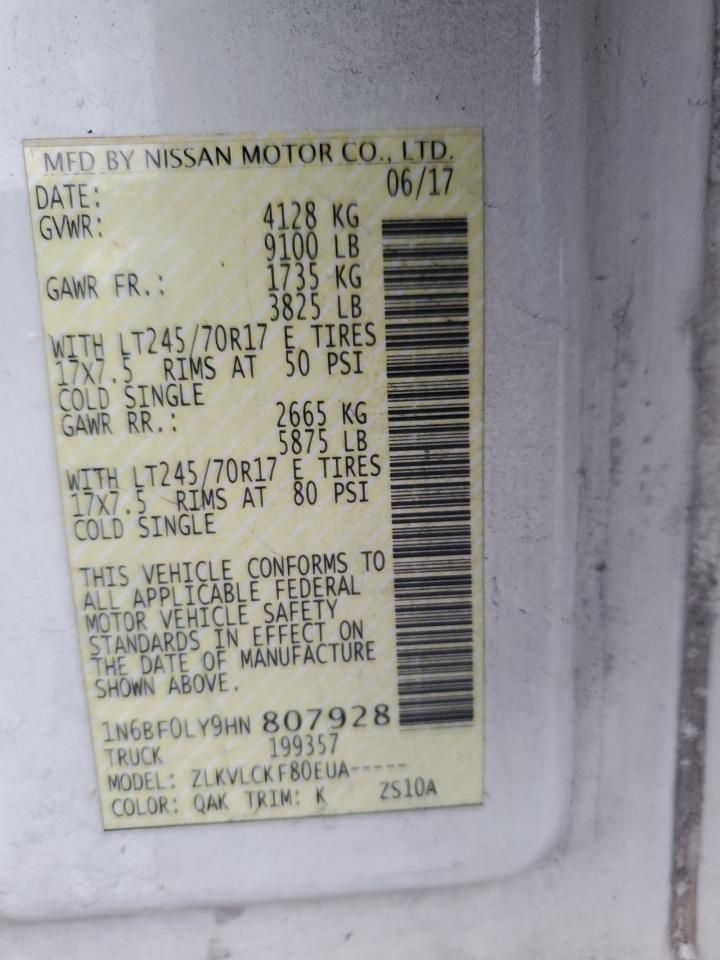 MFD BY NISSAN MOTOR CO., LTD.
DATE: 06/17
GVWR: 4128 KG
9100 LB
GAWR FR.: 1735 KG
3825 LB
WITH LT245/70R17 E TIRES
17X7.5 RIMS AT 50 PSI
COLD SINGLE
GAWR RR.: 2665 KG
5875 LB
WITH LT245/70R17 E TIRES
17X7.5 RIMS AT 80 PSI
COLD SINGLE
THIS VEHICLE CONFORMS TO
ALL APPLICABLE FEDERAL
MOTOR VEHICLE SAFETY
STANDARDS IN EFFECT ON
THE DATE OF MANUFACTURE
SHOWN ABOVE.
1N6BF0LY9HN 807928
TRUCK 199357
MODEL: ZLKVLCKF80EUA-----
COLOR: QAK TRIM: K ZS10A